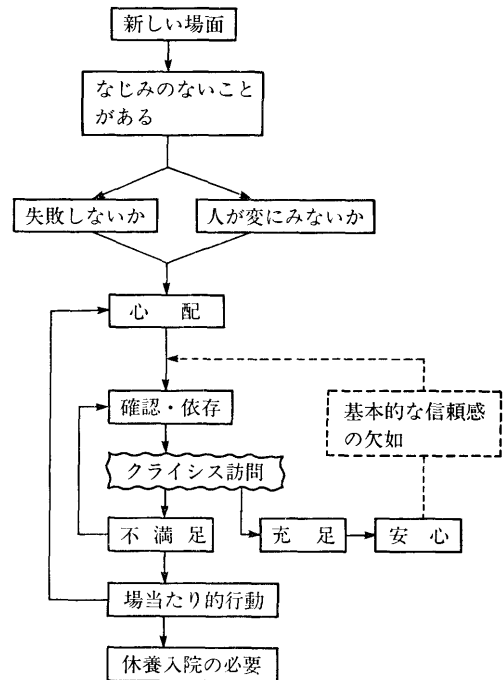 新しい場面
なじみのないこと
がある
失敗しないか
人が変にみないか
心配
確認・依存
基本的な信頼感
の欠如
クライシス訪問
不満足
充足
安心
場当たり的行動
休養入院の必要